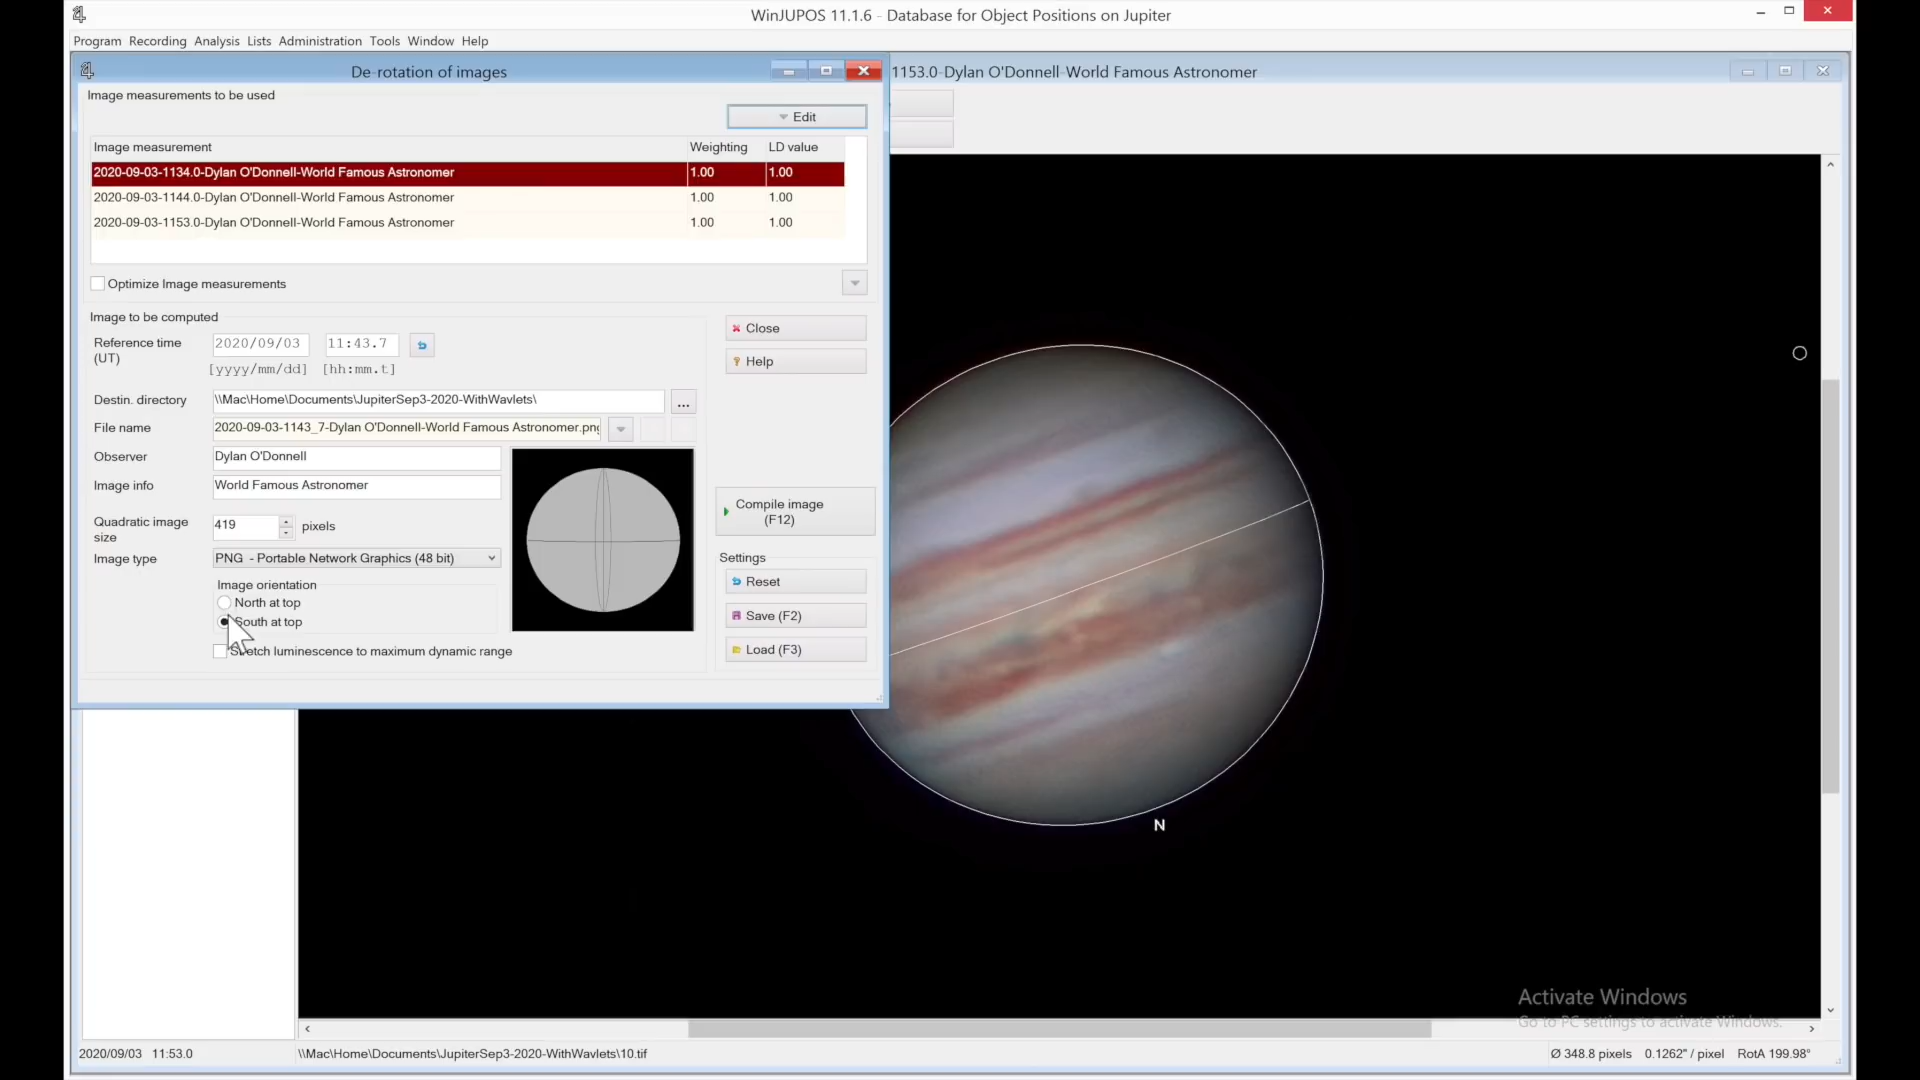 WinJUPOS 11.1.6 - Database for Object Positions on Jupiter
Program Recording Analysis Lists Administration Tools Window Help
De-rotation of images
1153.0-Dylan O'Donnell-World Famous Astronomer
Image measurements to be used
Edit
Image measurement Weighting LD value
2020-09-03-1134.0-Dylan O'Donnell-World Famous Astronomer 1.00 1.00
2020-09-03-1144.0-Dylan O'Donnell-World Famous Astronomer 1.00 1.00
2020-09-03-1153.0-Dylan O'Donnell-World Famous Astronomer 1.00 1.00
Optimize Image measurements
Image to be computed
Reference time
(UT)
2020/09/03 11:43.7
[yyyy/mm/dd] [hh:mm.t]
Close
? Help
Destin. directory \\Mac\Home\Documents\JupiterSep3-2020-WithWavlets\ ...
File name 2020-09-03-1143_7-Dylan O'Donnell-World Famous Astronomer.png
Observer Dylan O'Donnell
Image info World Famous Astronomer
Quadratic image
size
419 pixels
Image type PNG - Portable Network Graphics (48 bit)
Image orientation
North at top
South at top
Stretch luminescence to maximum dynamic range
Compile image
(F12)
Settings
Reset
Save (F2)
Load (F3)
N
Activate Windows
Go to PC settings to activate Windows.
2020/09/03 11:53.0 \\Mac\Home\Documents\JupiterSep3-2020-WithWavlets\10.tif Ø 348.8 pixels 0.1262" / pixel RotA 199.98°